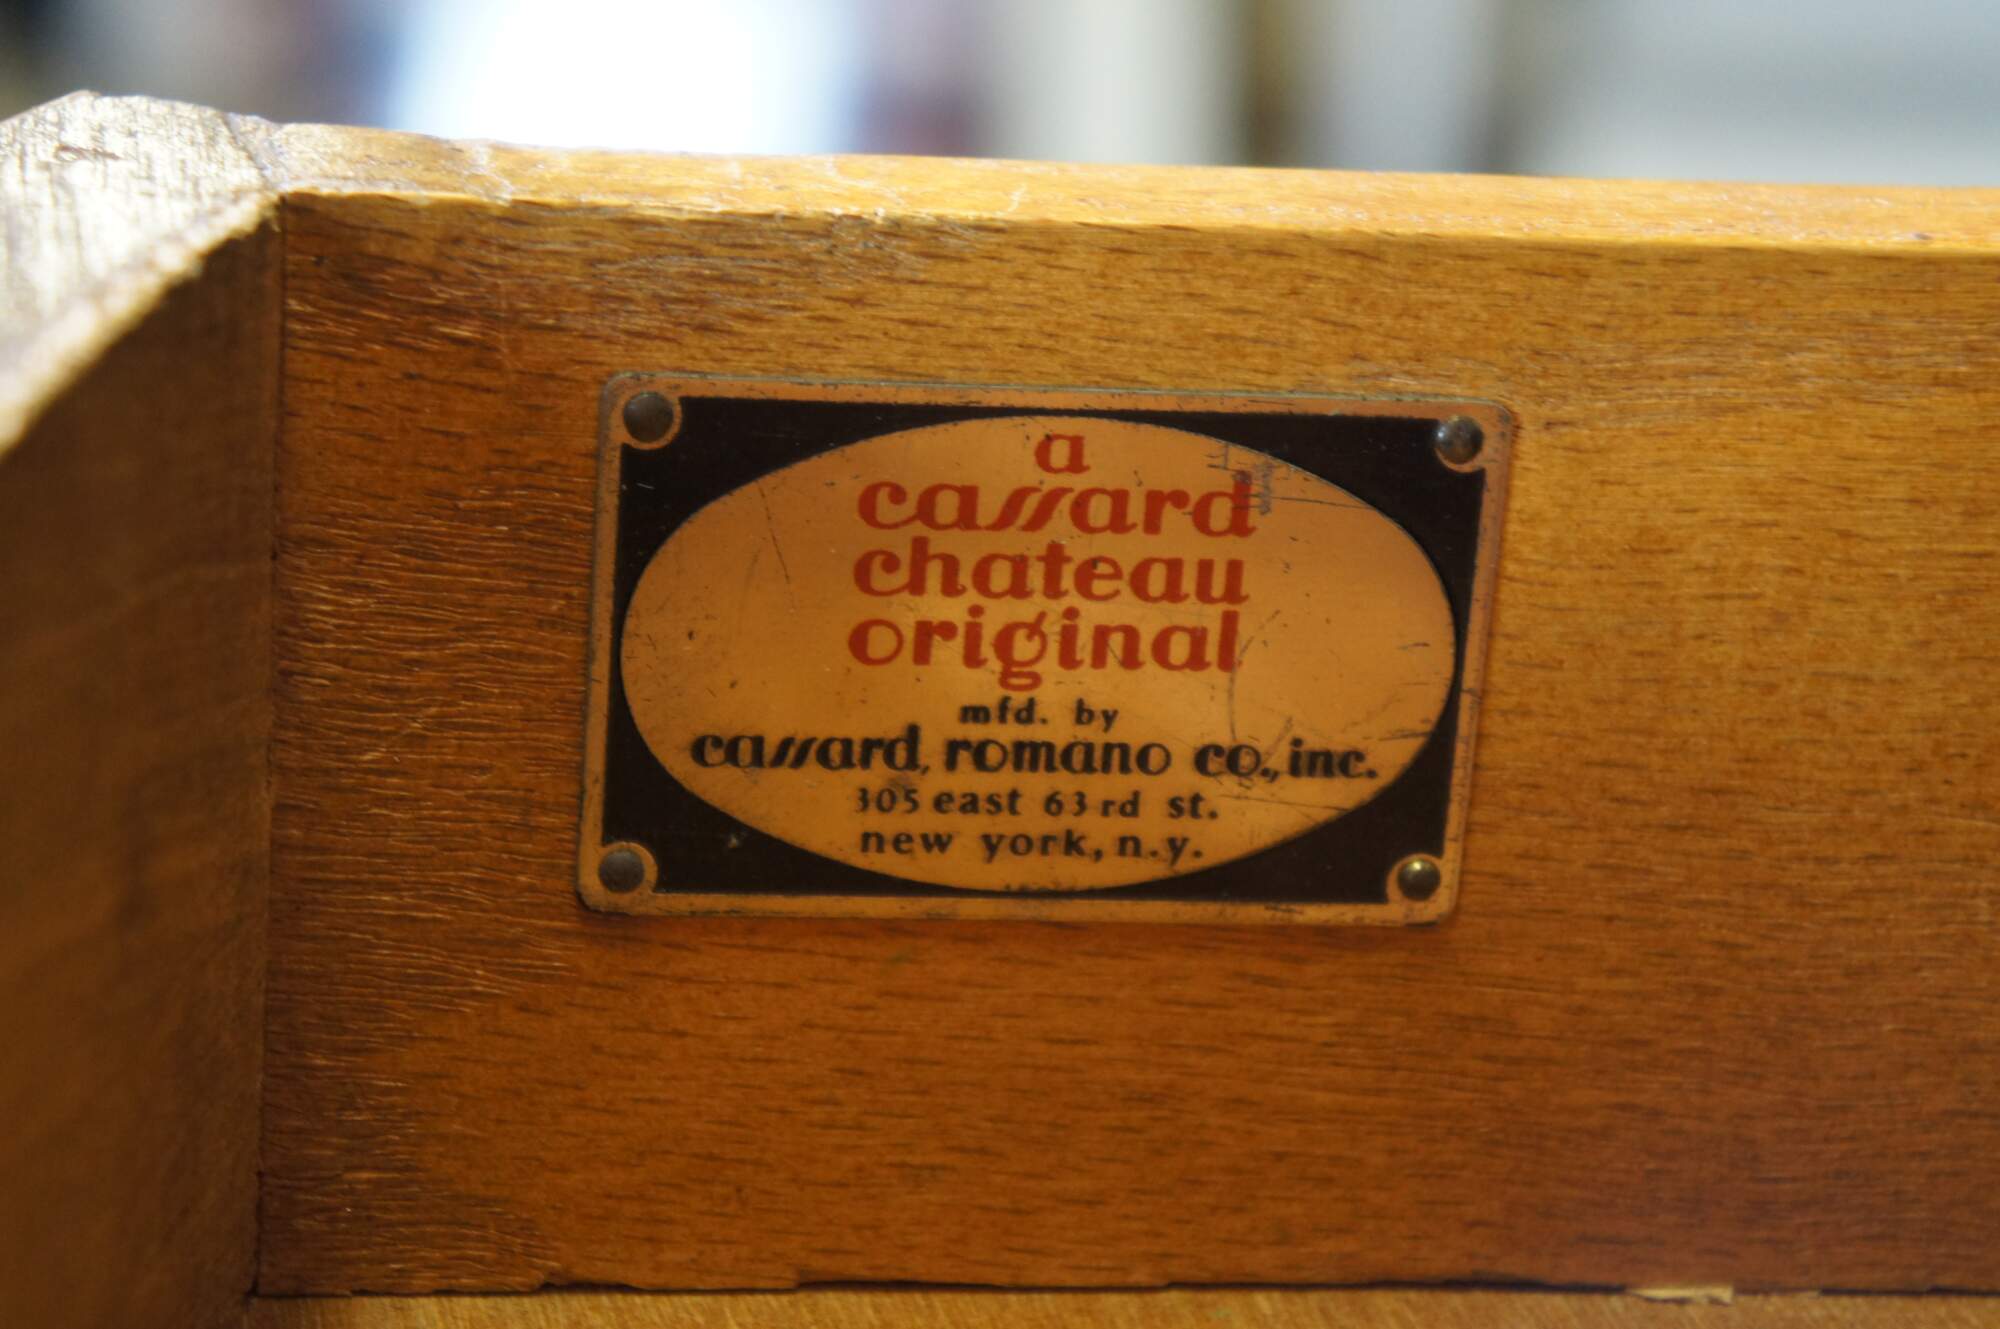 a
cassard
chateau
original
mfd. by
cassard, romano co., inc.
305 east 63rd st.
new york, n.y.